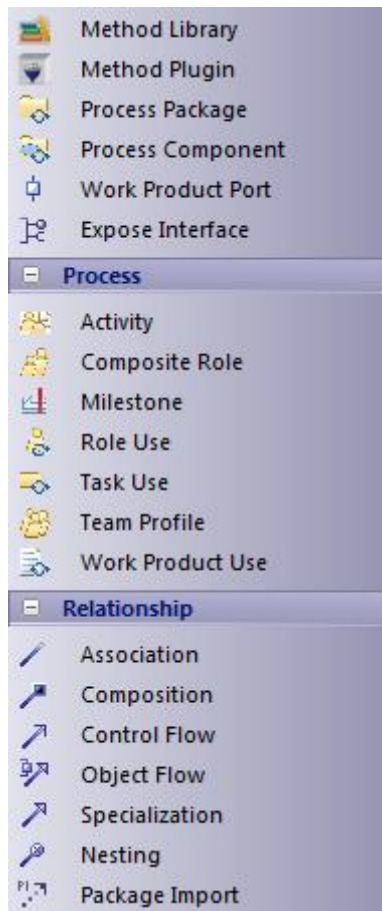 Method Library
Method Plugin
Process Package
Process Component
Work Product Port
Expose Interface
Process
Activity
Composite Role
Milestone
Role Use
Task Use
Team Profile
Work Product Use
Relationship
Association
Composition
Control Flow
Object Flow
Specialization
Nesting
Package Import